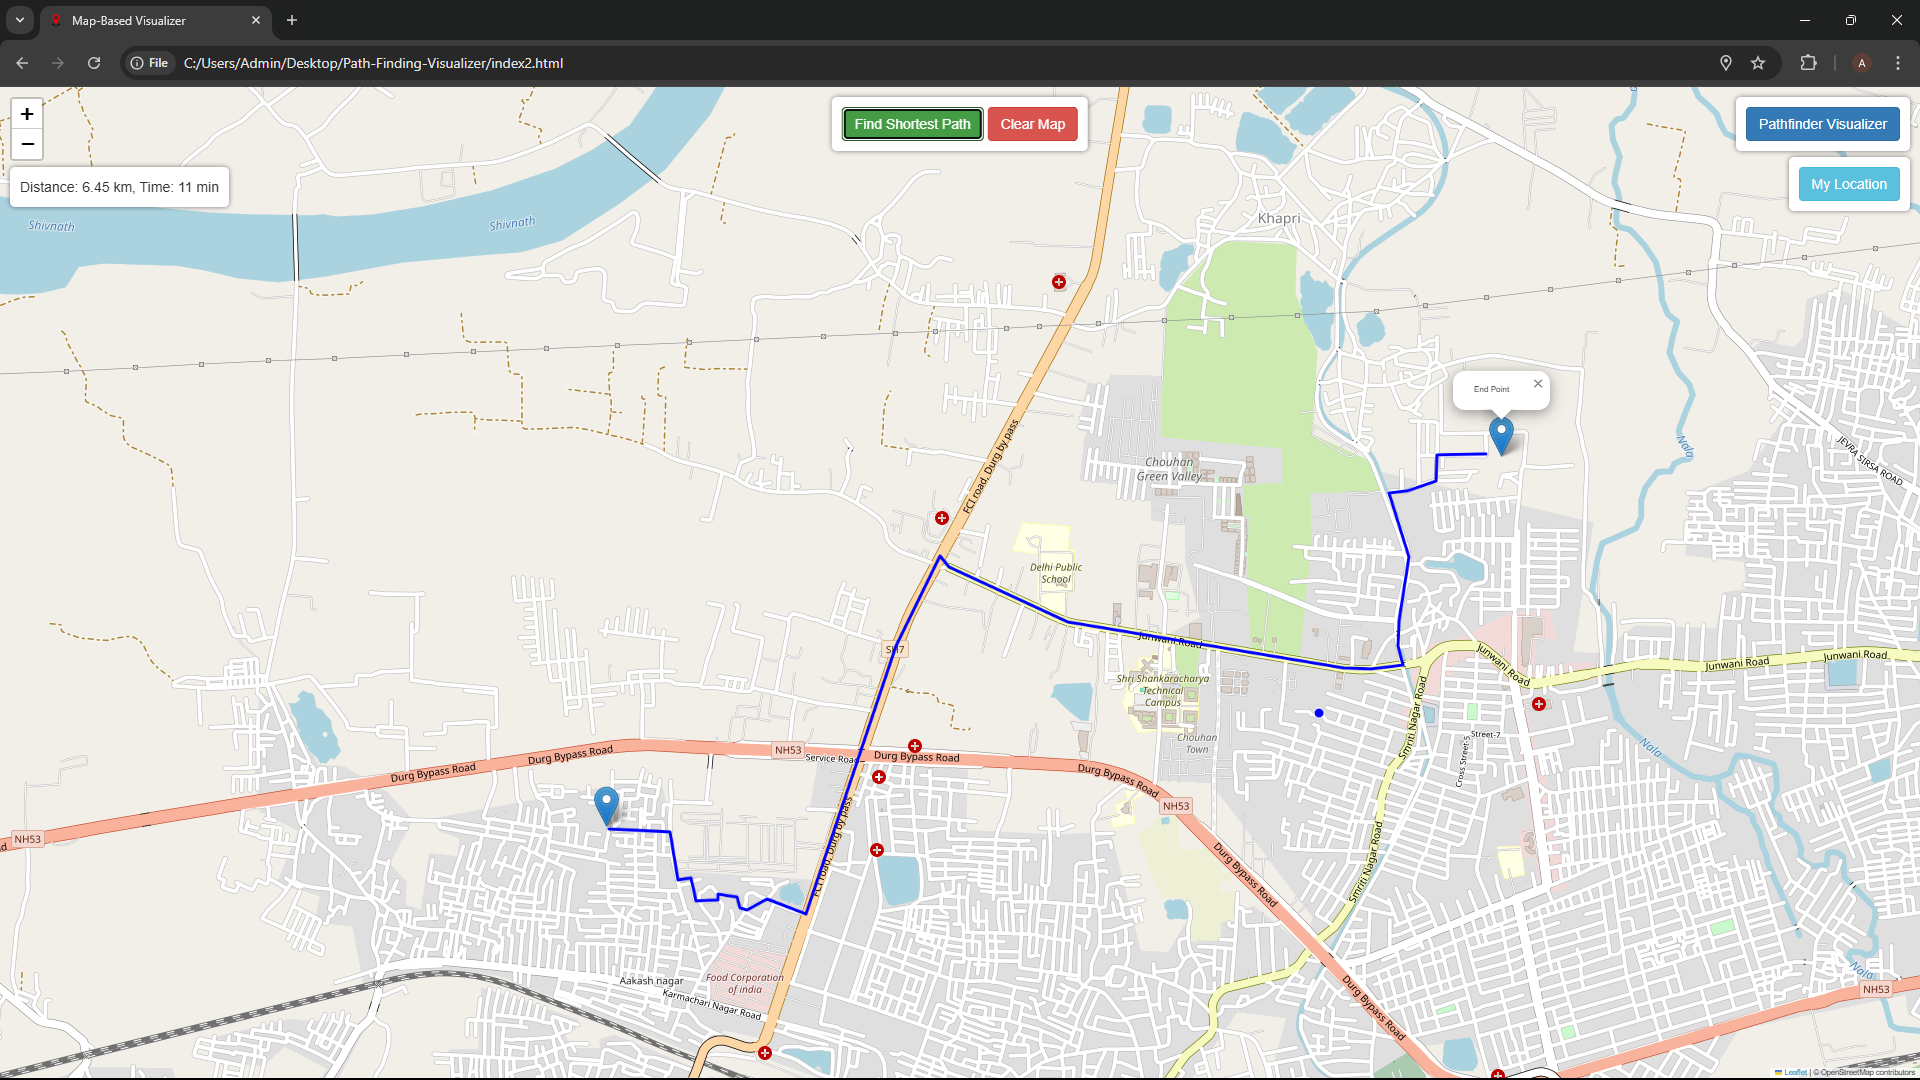 Map-Based Visualizer
File
C:/Users/Admin/Desktop/Path-Finding-Visualizer/index2.html
A
+
−
Find Shortest Path
Clear Map
Pathfinder Visualizer
My Location
Distance: 6.45 km, Time: 11 min
Shivnath
Shivnath
Khapri
End Point
JEVRA SIRSA ROAD
Nala
FCI road, Durg by pass
Chouhan
Green Valley
Delhi Public
School
SH7
Junwani Road
Junwani Road
Junwani Road
Junwani Road
Shri Shankaracharya
Technical
Campus
Chouhan
Town
Smriti Nagar Road
Street-7
Cross Street-5
Nala
NH53
Service Road
Durg Bypass Road
Durg Bypass Road
Durg Bypass Road
Durg Bypass Road
NH53
NH53
FCI road, Durg by pass
Durg Bypass Road
Smriti Nagar Road
Food Corporation
of india
Aakash nagar
Karmachari Nagar Road
Nala
NH53
Durg Bypass Road
Leaflet | © OpenStreetMap contributors